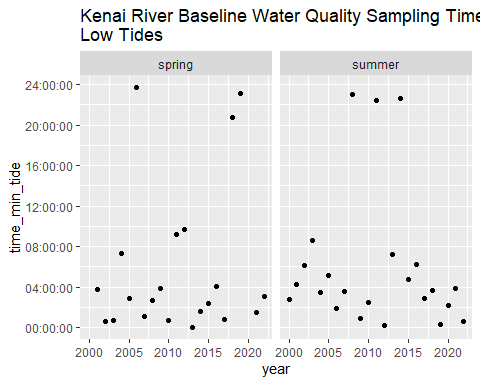 Kenai River Baseline Water Quality Sampling Time
Low Tides
spring
summer
24:00:00
20:00:00
16:00:00
12:00:00
08:00:00
04:00:00
00:00:00
time_min_tide
2000 2005 2010 2015 2020
2000 2005 2010 2015 2020
year